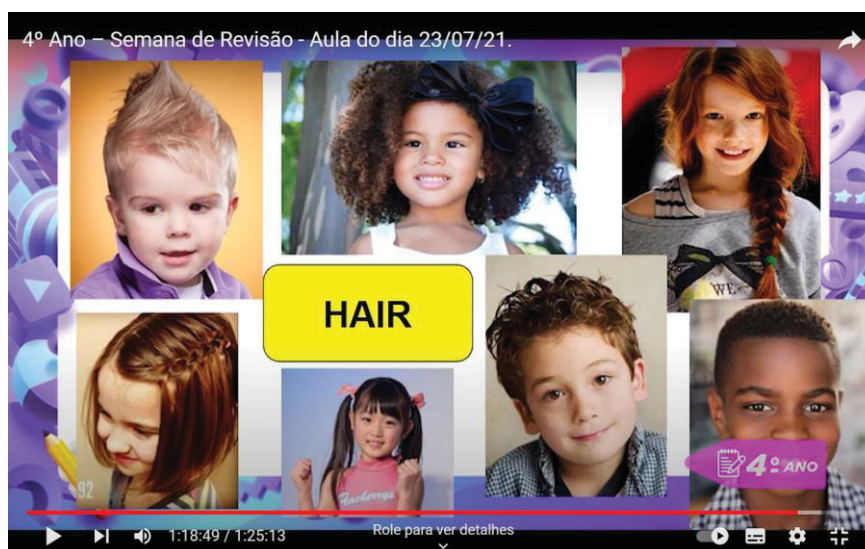 4º Ano – Semana de Revisão - Aula do dia 23/07/21.
WE
HAIR
Hocherrys
92
4º ANO
1:18:49 / 1:25:13
Role para ver detalhes